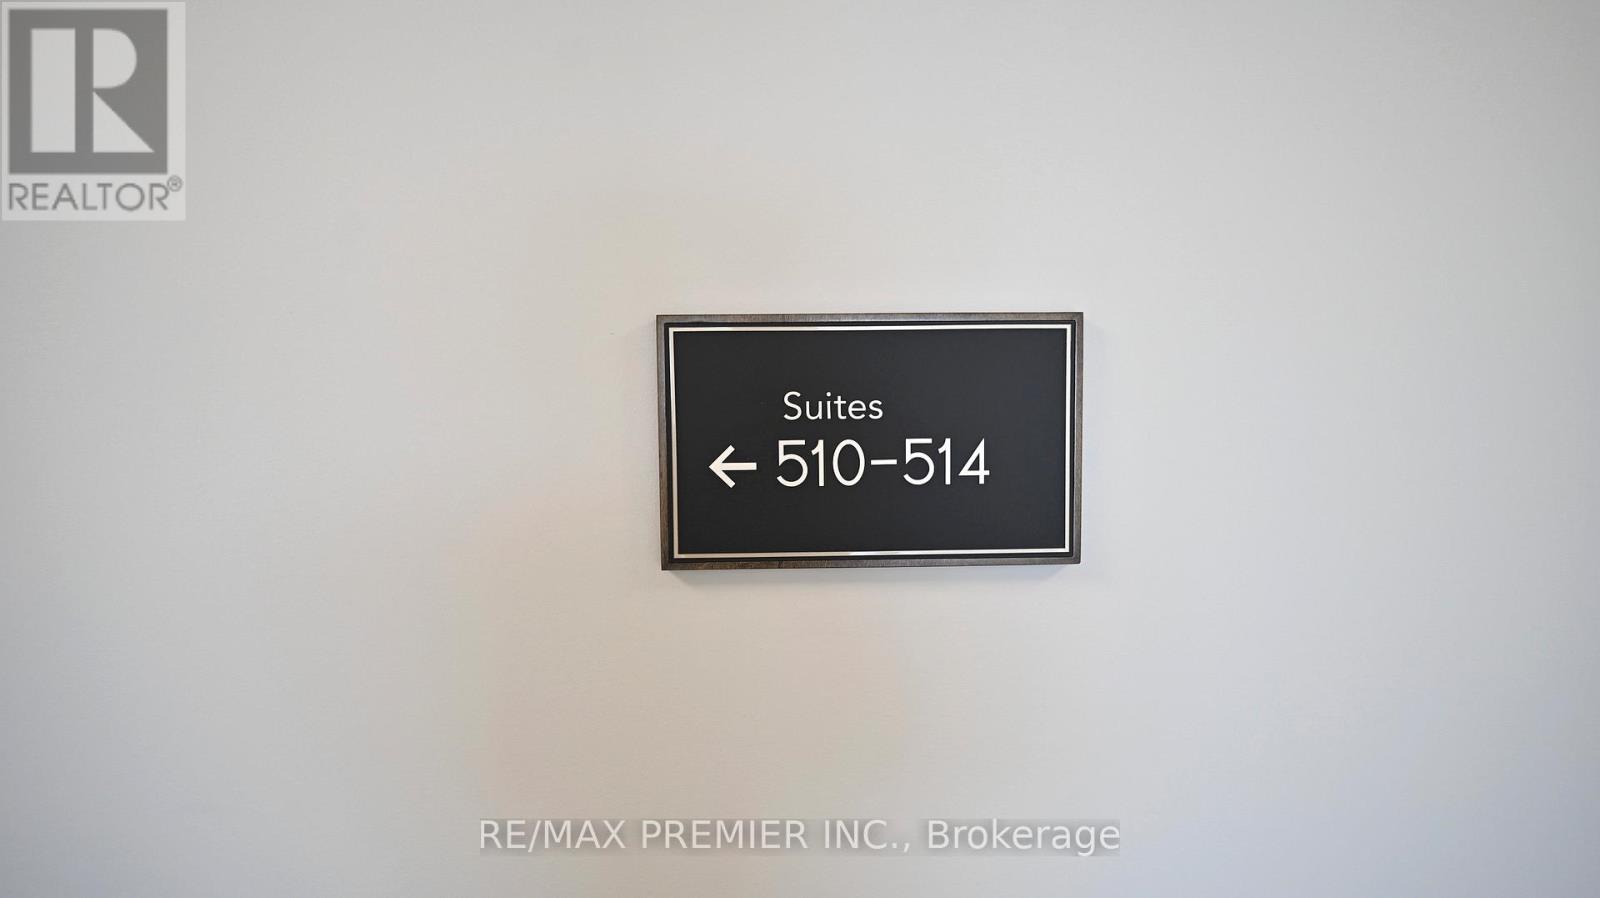 REALTOR®
Suites
← 510-514
RE/MAX PREMIER INC., Brokerage